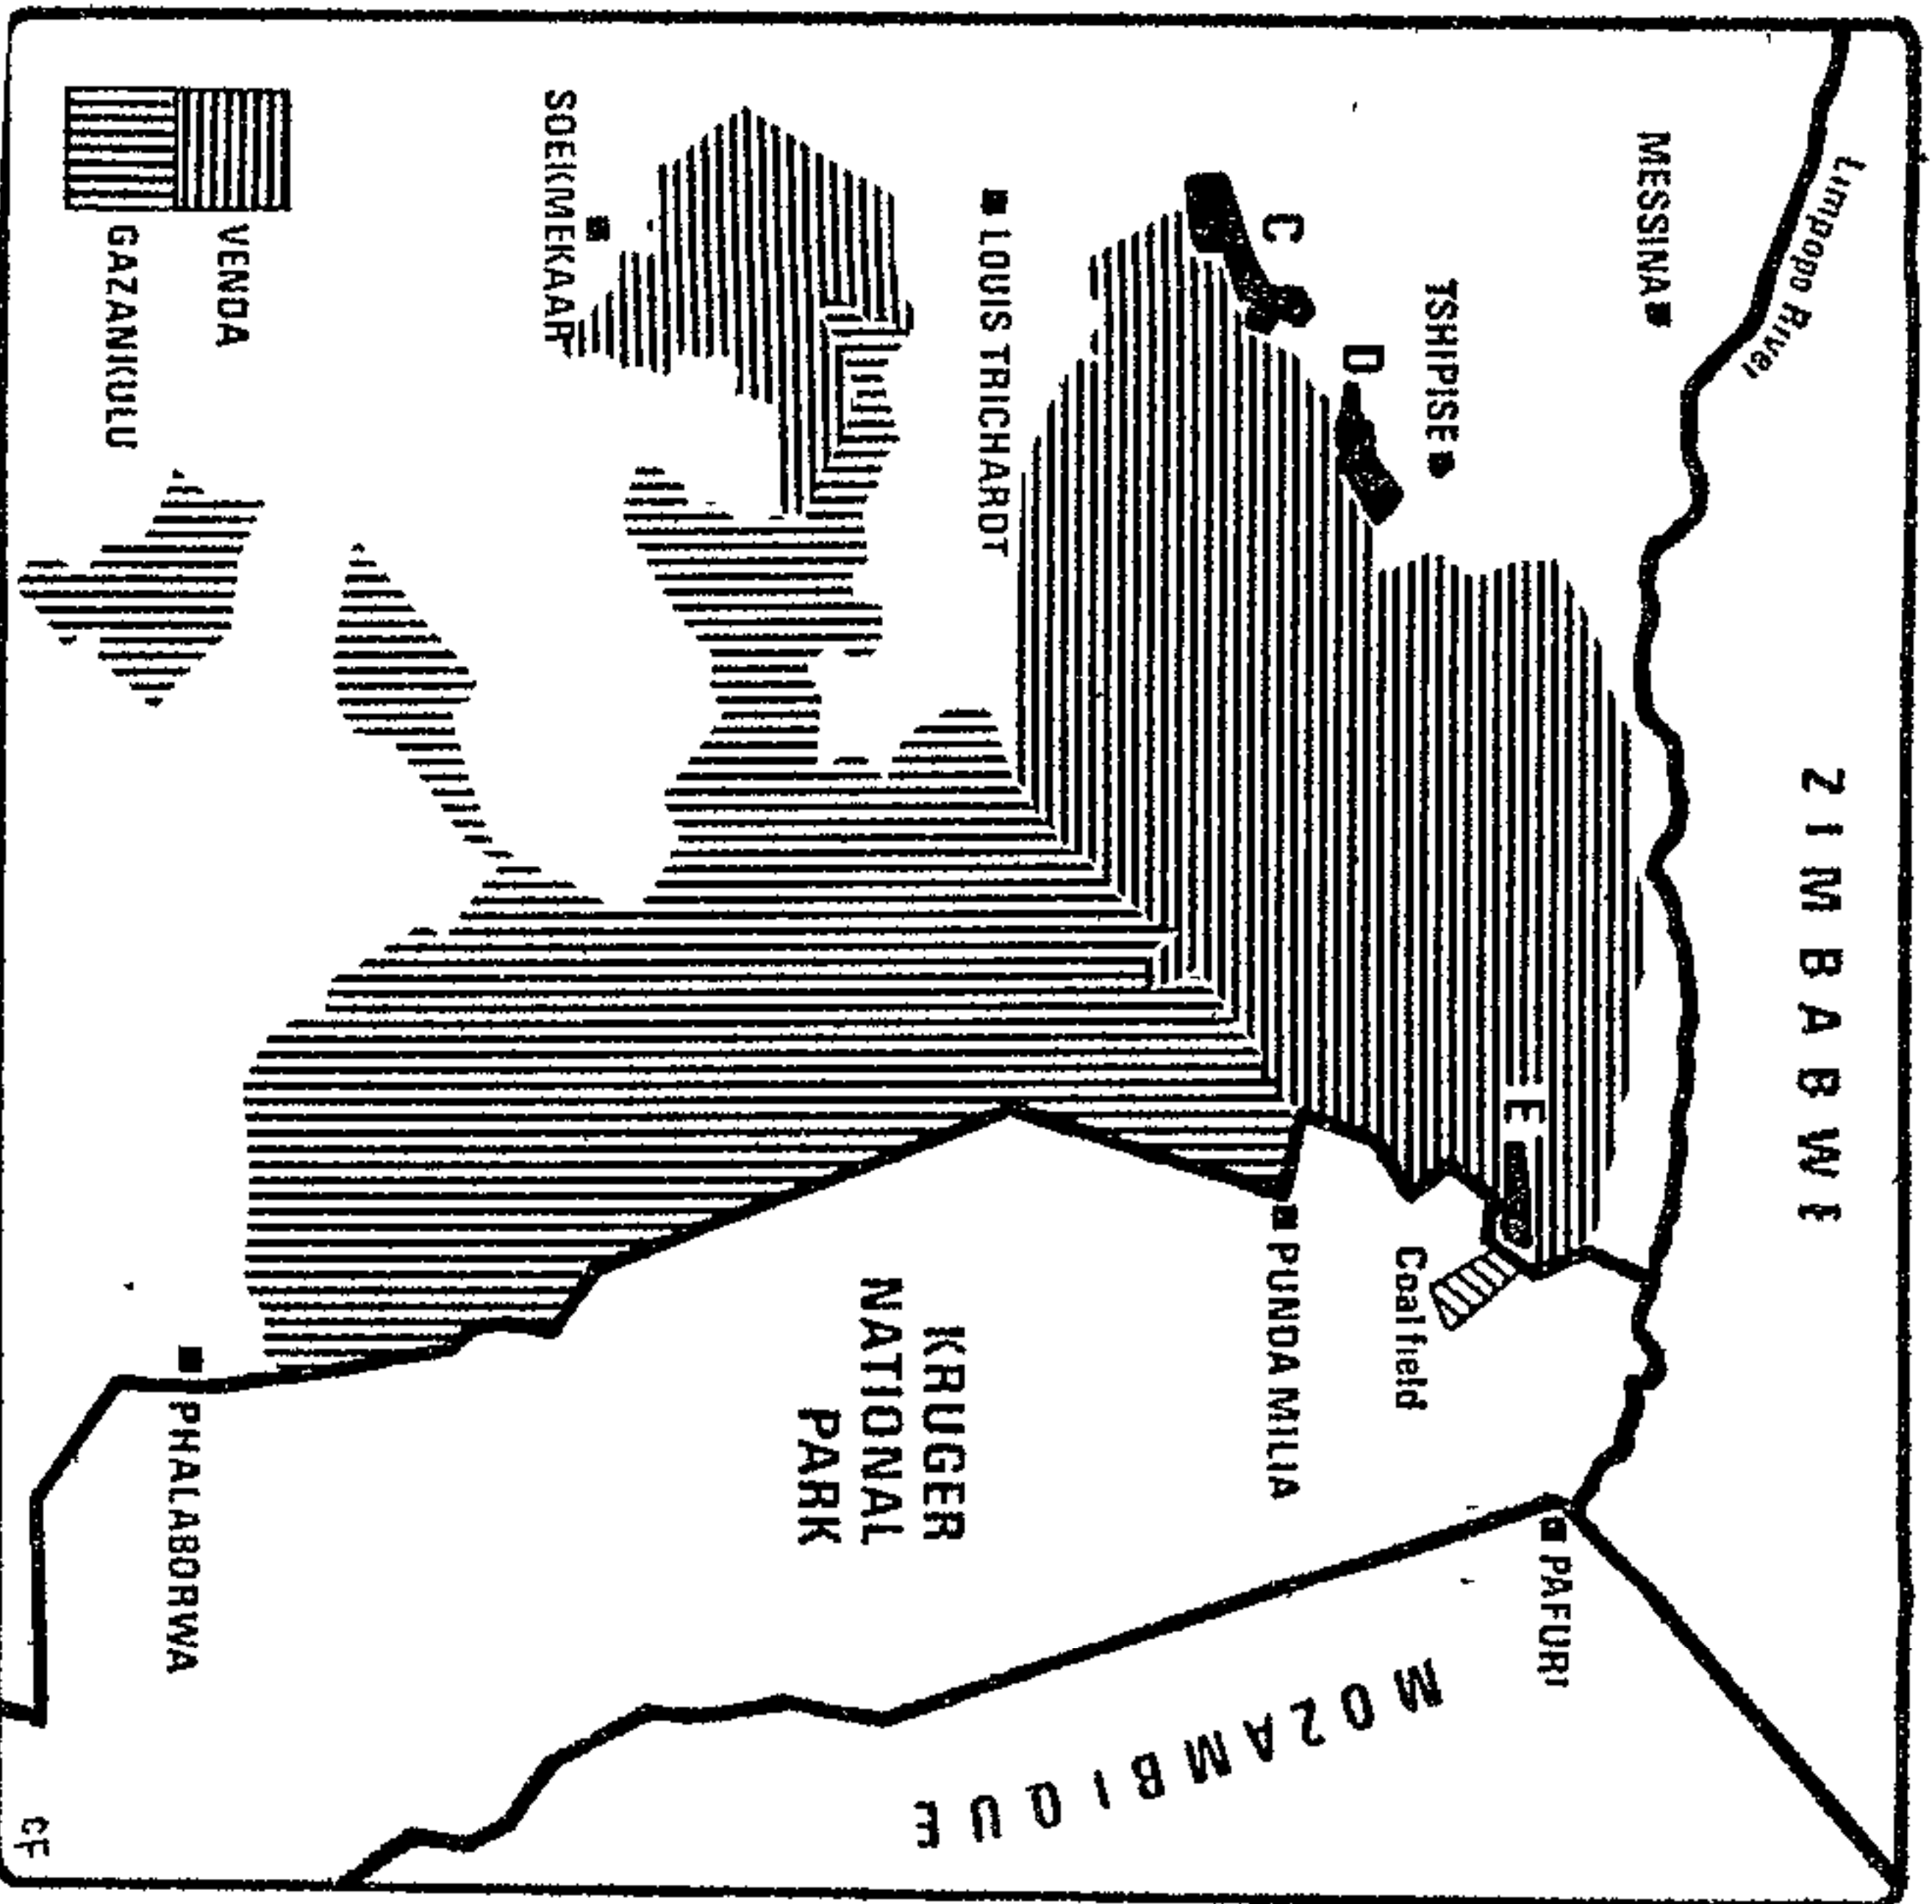 Limpopo River
ZIMBABWE
MESSINA
TSHIPISE
PAFURI
C
D
E
Coalfield
LOUIS TRICHARDT
PUNDA MILIA
MOZAMBIQUE
KRUGER
NATIONAL
PARK
SOEKMEKAAR
VENDA
GAZANKULU
PHALABORWA
CF